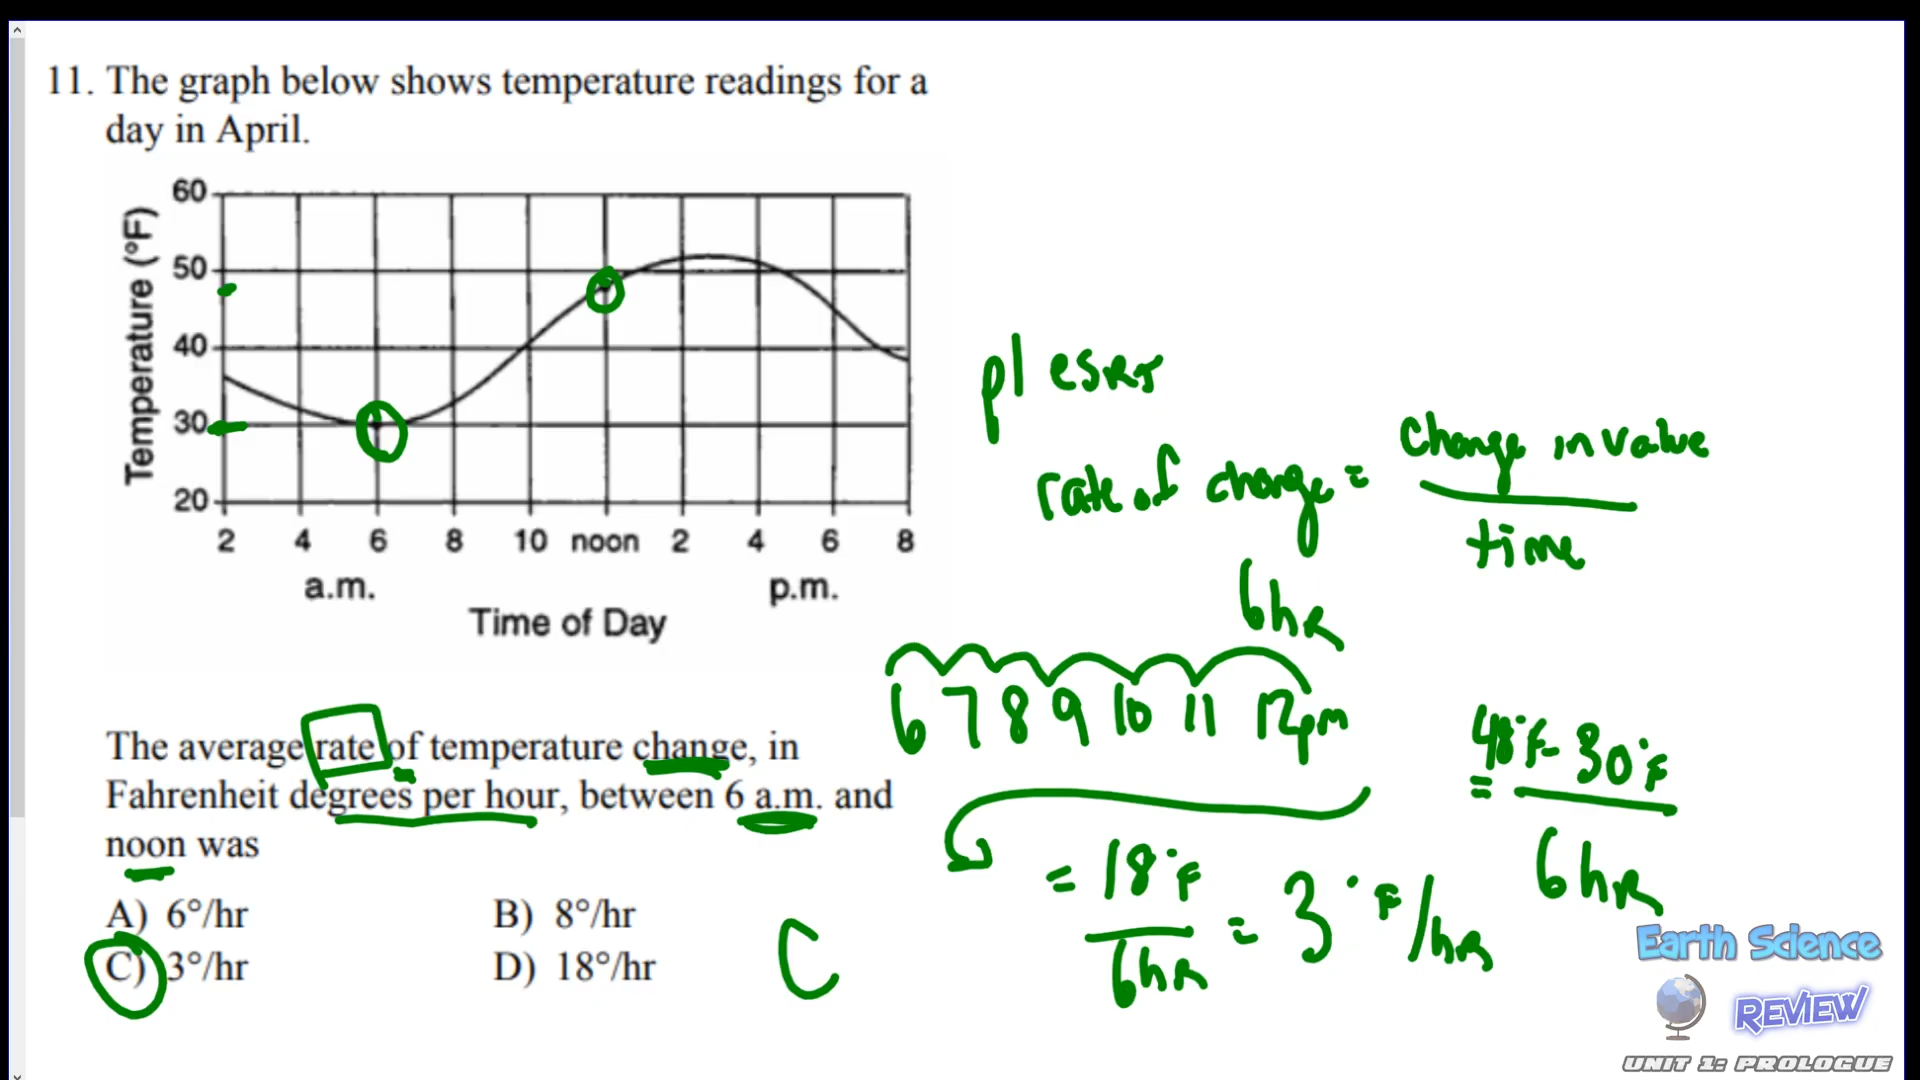 11. The graph below shows temperature readings for a
day in April.
Temperature (°F)
60
50
40
30
20
2 4 6 8 10 noon 2 4 6 8
a.m. p.m.
Time of Day
p1 ESRT
rate of change = change in value
time
6hR
6 7 8 9 10 11 12pm
The average rate of temperature change, in
Fahrenheit degrees per hour, between 6 a.m. and
noon was
= 48°F - 30°F
6 hR
= 18°F
6hR
= 3°F/hR
A) 6°/hr B) 8°/hr
C) 3°/hr D) 18°/hr
C
Earth Science
REVIEW
UNIT 1: PROLOGUE